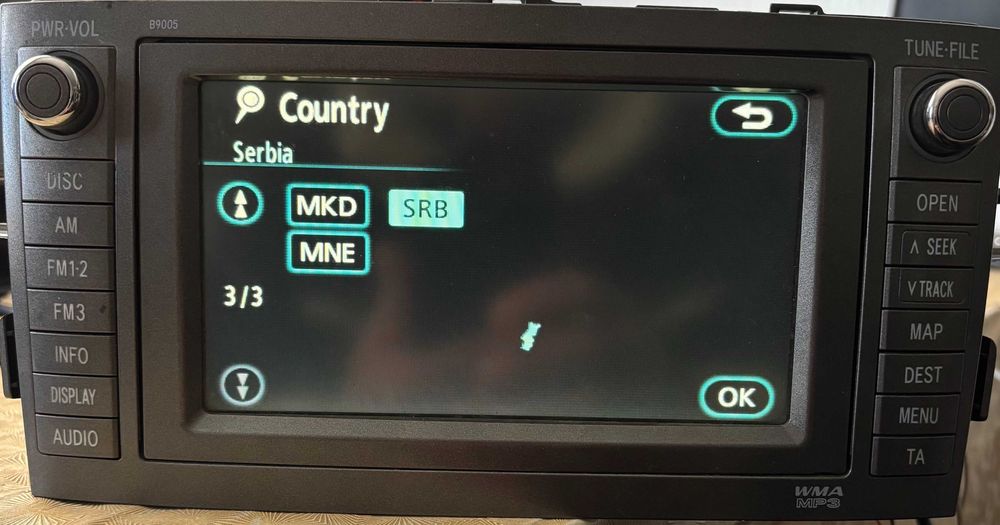 PWR·VOL
B9005
TUNE·FILE
Country
Serbia
MKD SRB
MNE
3/3
OK
DISC
AM
FM1·2
FM3
INFO
DISPLAY
AUDIO
OPEN
∧ SEEK
∨ TRACK
MAP
DEST
MENU
TA
WMA
MP3